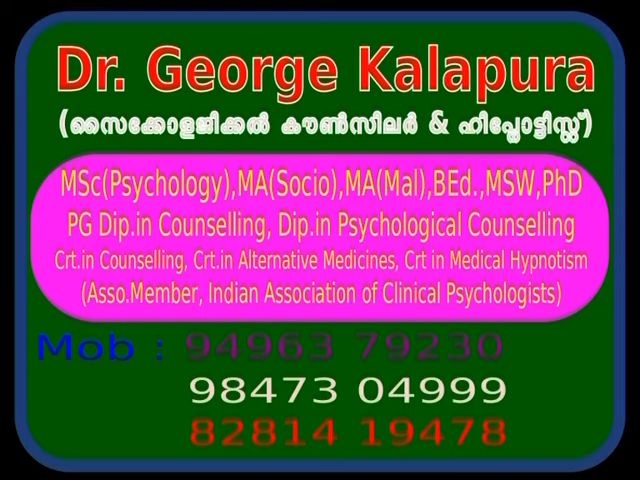 Dr. George Kalapura
(സൈക്കോളജിക്കൽ കൗൺസിലർ & ഹിപ്നോട്ടിസ്റ്റ്)
MSc(Psychology),MA(Socio),MA(Mal),BEd.,MSW,PhD
PG Dip.in Counselling, Dip.in Psychological Counselling
Crt.in Counselling, Crt.in Alternative Medicines, Crt in Medical Hypnotism
(Asso.Member, Indian Association of Clinical Psychologists)
Mob : 94963 79230
98473 04999
82814 19478